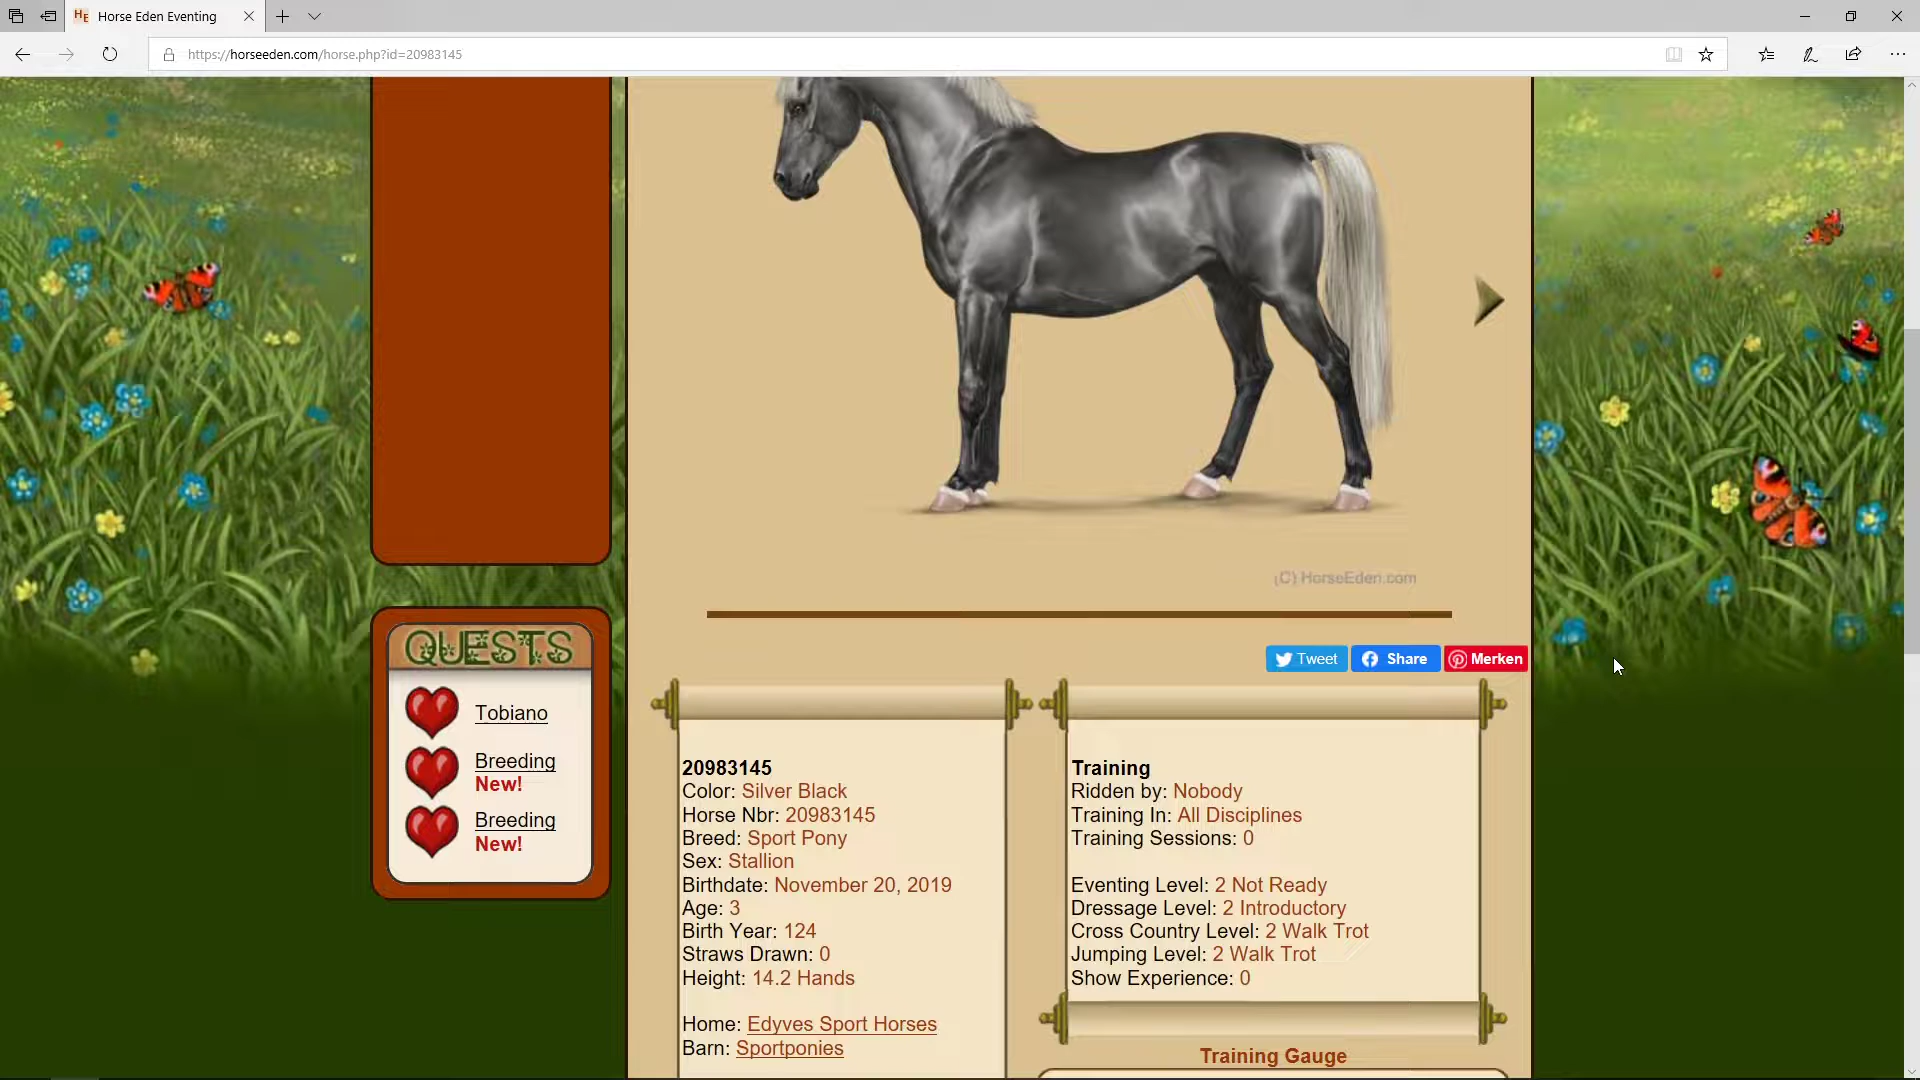 Horse Eden Eventing
https://horseeden.com/horse.php?id=20983145
(C) HorseEden.com
Tweet
Share
Merken
QUESTS
Tobiano
Breeding
New!
Breeding
New!
20983145
Color: Silver Black
Horse Nbr: 20983145
Breed: Sport Pony
Sex: Stallion
Birthdate: November 20, 2019
Age: 3
Birth Year: 124
Straws Drawn: 0
Height: 14.2 Hands
Home: Edyves Sport Horses
Barn: Sportponies
Training
Ridden by: Nobody
Training In: All Disciplines
Training Sessions: 0
Eventing Level: 2 Not Ready
Dressage Level: 2 Introductory
Cross Country Level: 2 Walk Trot
Jumping Level: 2 Walk Trot
Show Experience: 0
Training Gauge